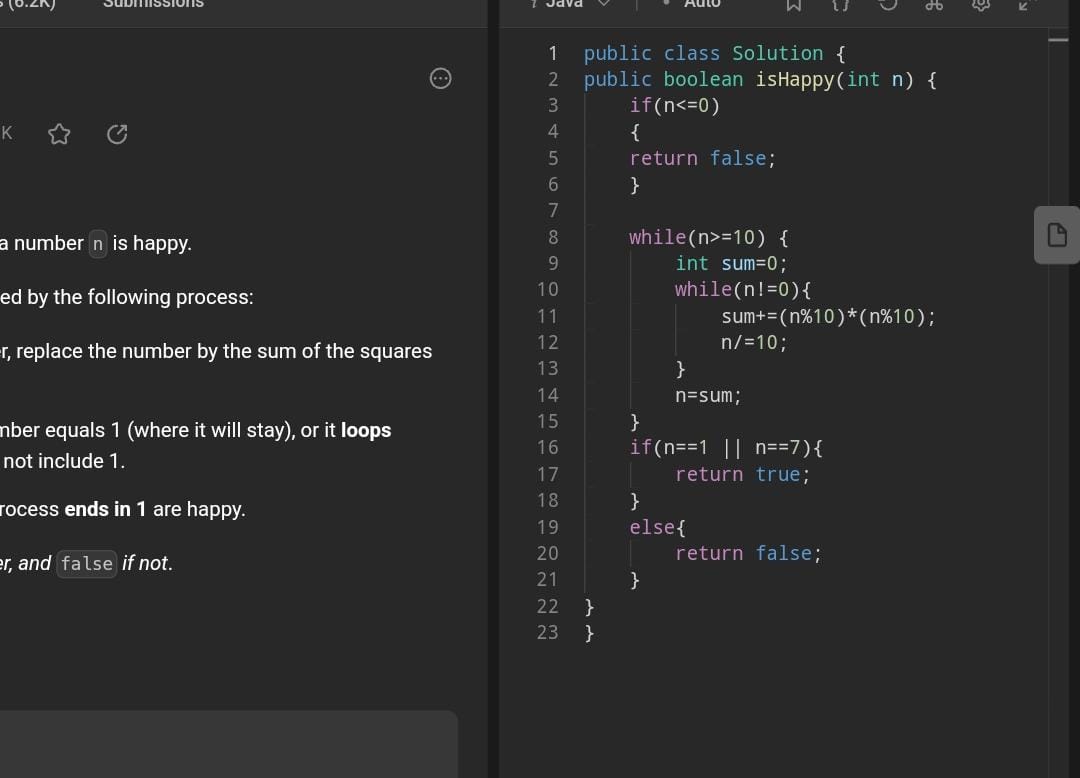 s (6.2K) Submissions
K
a number n is happy.
ed by the following process:
er, replace the number by the sum of the squares
mber equals 1 (where it will stay), or it loops
not include 1.
rocess ends in 1 are happy.
er, and false if not.
Java Auto
1 public class Solution {
2 public boolean isHappy(int n) {
3 if(n<=0)
4 {
5 return false;
6 }
7
8 while(n>=10) {
9 int sum=0;
10 while(n!=0){
11 sum+=(n%10)*(n%10);
12 n/=10;
13 }
14 n=sum;
15 }
16 if(n==1 || n==7){
17 return true;
18 }
19 else{
20 return false;
21 }
22 }
23 }